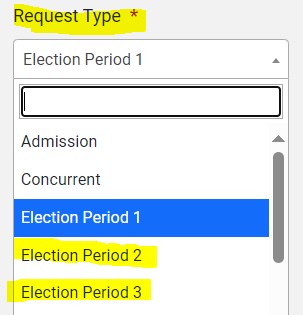 Request Type *
Election Period 1
Admission
Concurrent
Election Period 1
Election Period 2
Election Period 3